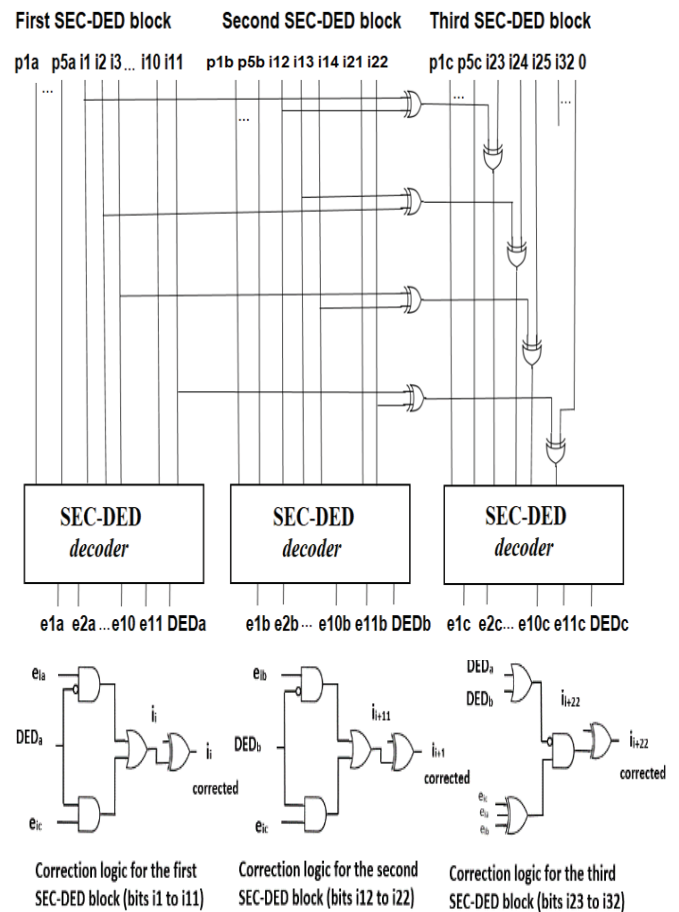 First SEC-DED block Second SEC-DED block Third SEC-DED block
p1a p5a i1 i2 i3 ... i10 i11 p1b p5b i12 i13 i14 i21 i22 p1c p5c i23 i24 i25 i32 0
... ... ... ...
SEC-DED SEC-DED SEC-DED
decoder decoder decoder
e1a e2a ... e10 e11 DEDa e1b e2b ... e10b e11b DEDb e1c e2c... e10c e11c DEDc
eia
DEDa
eic
ii
ii
corrected
eib
DEDb
eic
ii+11
ii+1
corrected
DEDa
DEDb
ii+22
ii+22
corrected
eic
eia
eib
Correction logic for the first
SEC-DED block (bits i1 to i11)
Correction logic for the second
SEC-DED block (bits i12 to i22)
Correction logic for the third
SEC-DED block (bits i23 to i32)